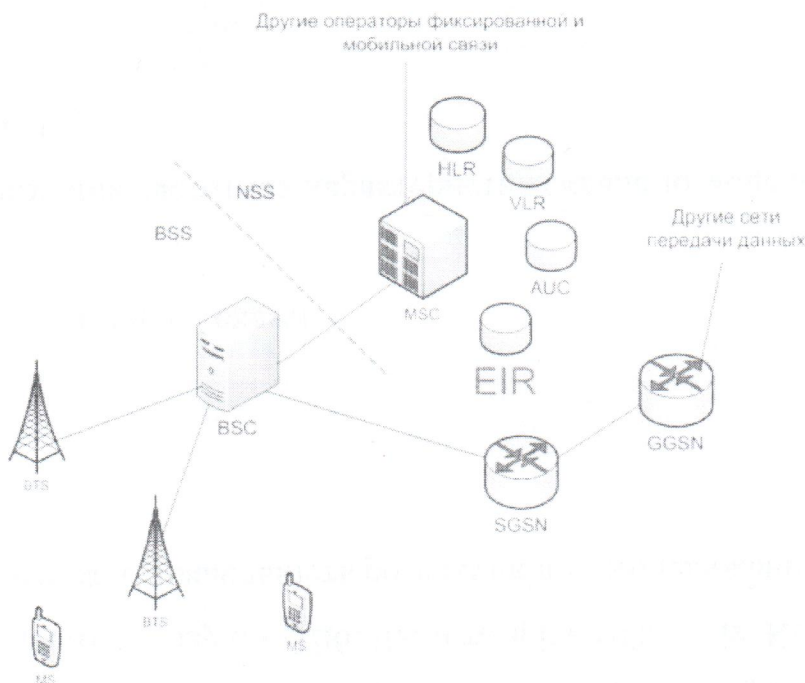 Другие операторы фиксированной и
мобильной связи
HLR
VLR
NSS
BSS
Другие сети
передачи данных
AUC
MSC
EIR
BSC
GGSN
SGSN
BTS
BTS
MS
MS